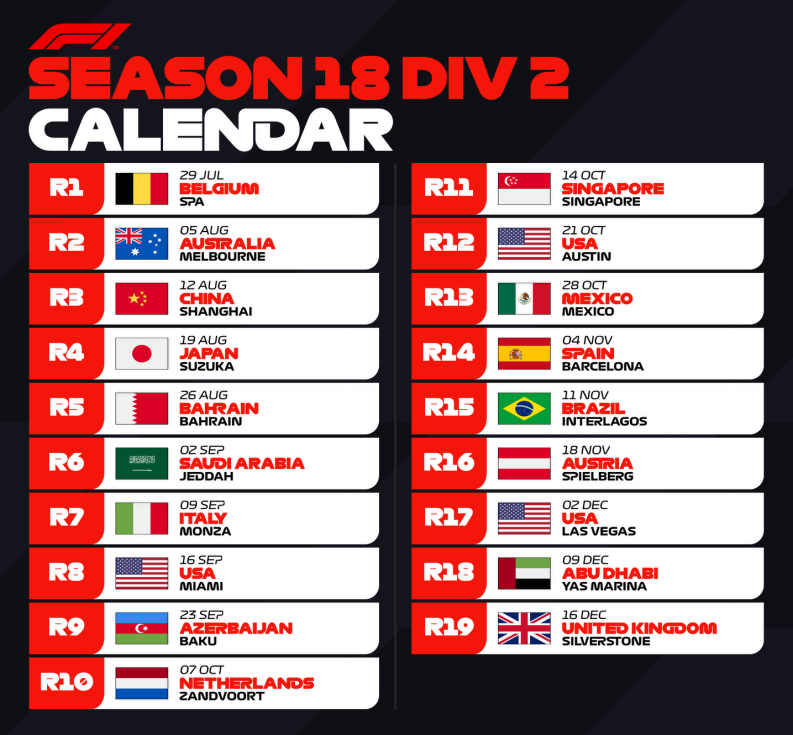 F1
SEASON 18 DIV 2
CALENDAR
R1
29 JUL
BELGIUM
SPA
R2
05 AUG
AUSTRALIA
MELBOURNE
R3
12 AUG
CHINA
SHANGHAI
R4
19 AUG
JAPAN
SUZUKA
R5
26 AUG
BAHRAIN
BAHRAIN
R6
02 SEP
SAUDI ARABIA
JEDDAH
R7
09 SEP
ITALY
MONZA
R8
16 SEP
USA
MIAMI
R9
23 SEP
AZERBAIJAN
BAKU
R10
07 OCT
NETHERLANDS
ZANDVOORT
R11
14 OCT
SINGAPORE
SINGAPORE
R12
21 OCT
USA
AUSTIN
R13
28 OCT
MEXICO
MEXICO
R14
04 NOV
SPAIN
BARCELONA
R15
11 NOV
BRAZIL
INTERLAGOS
R16
18 NOV
AUSTRIA
SPIELBERG
R17
02 DEC
USA
LAS VEGAS
R18
09 DEC
ABU DHABI
YAS MARINA
R19
16 DEC
UNITED KINGDOM
SILVERSTONE